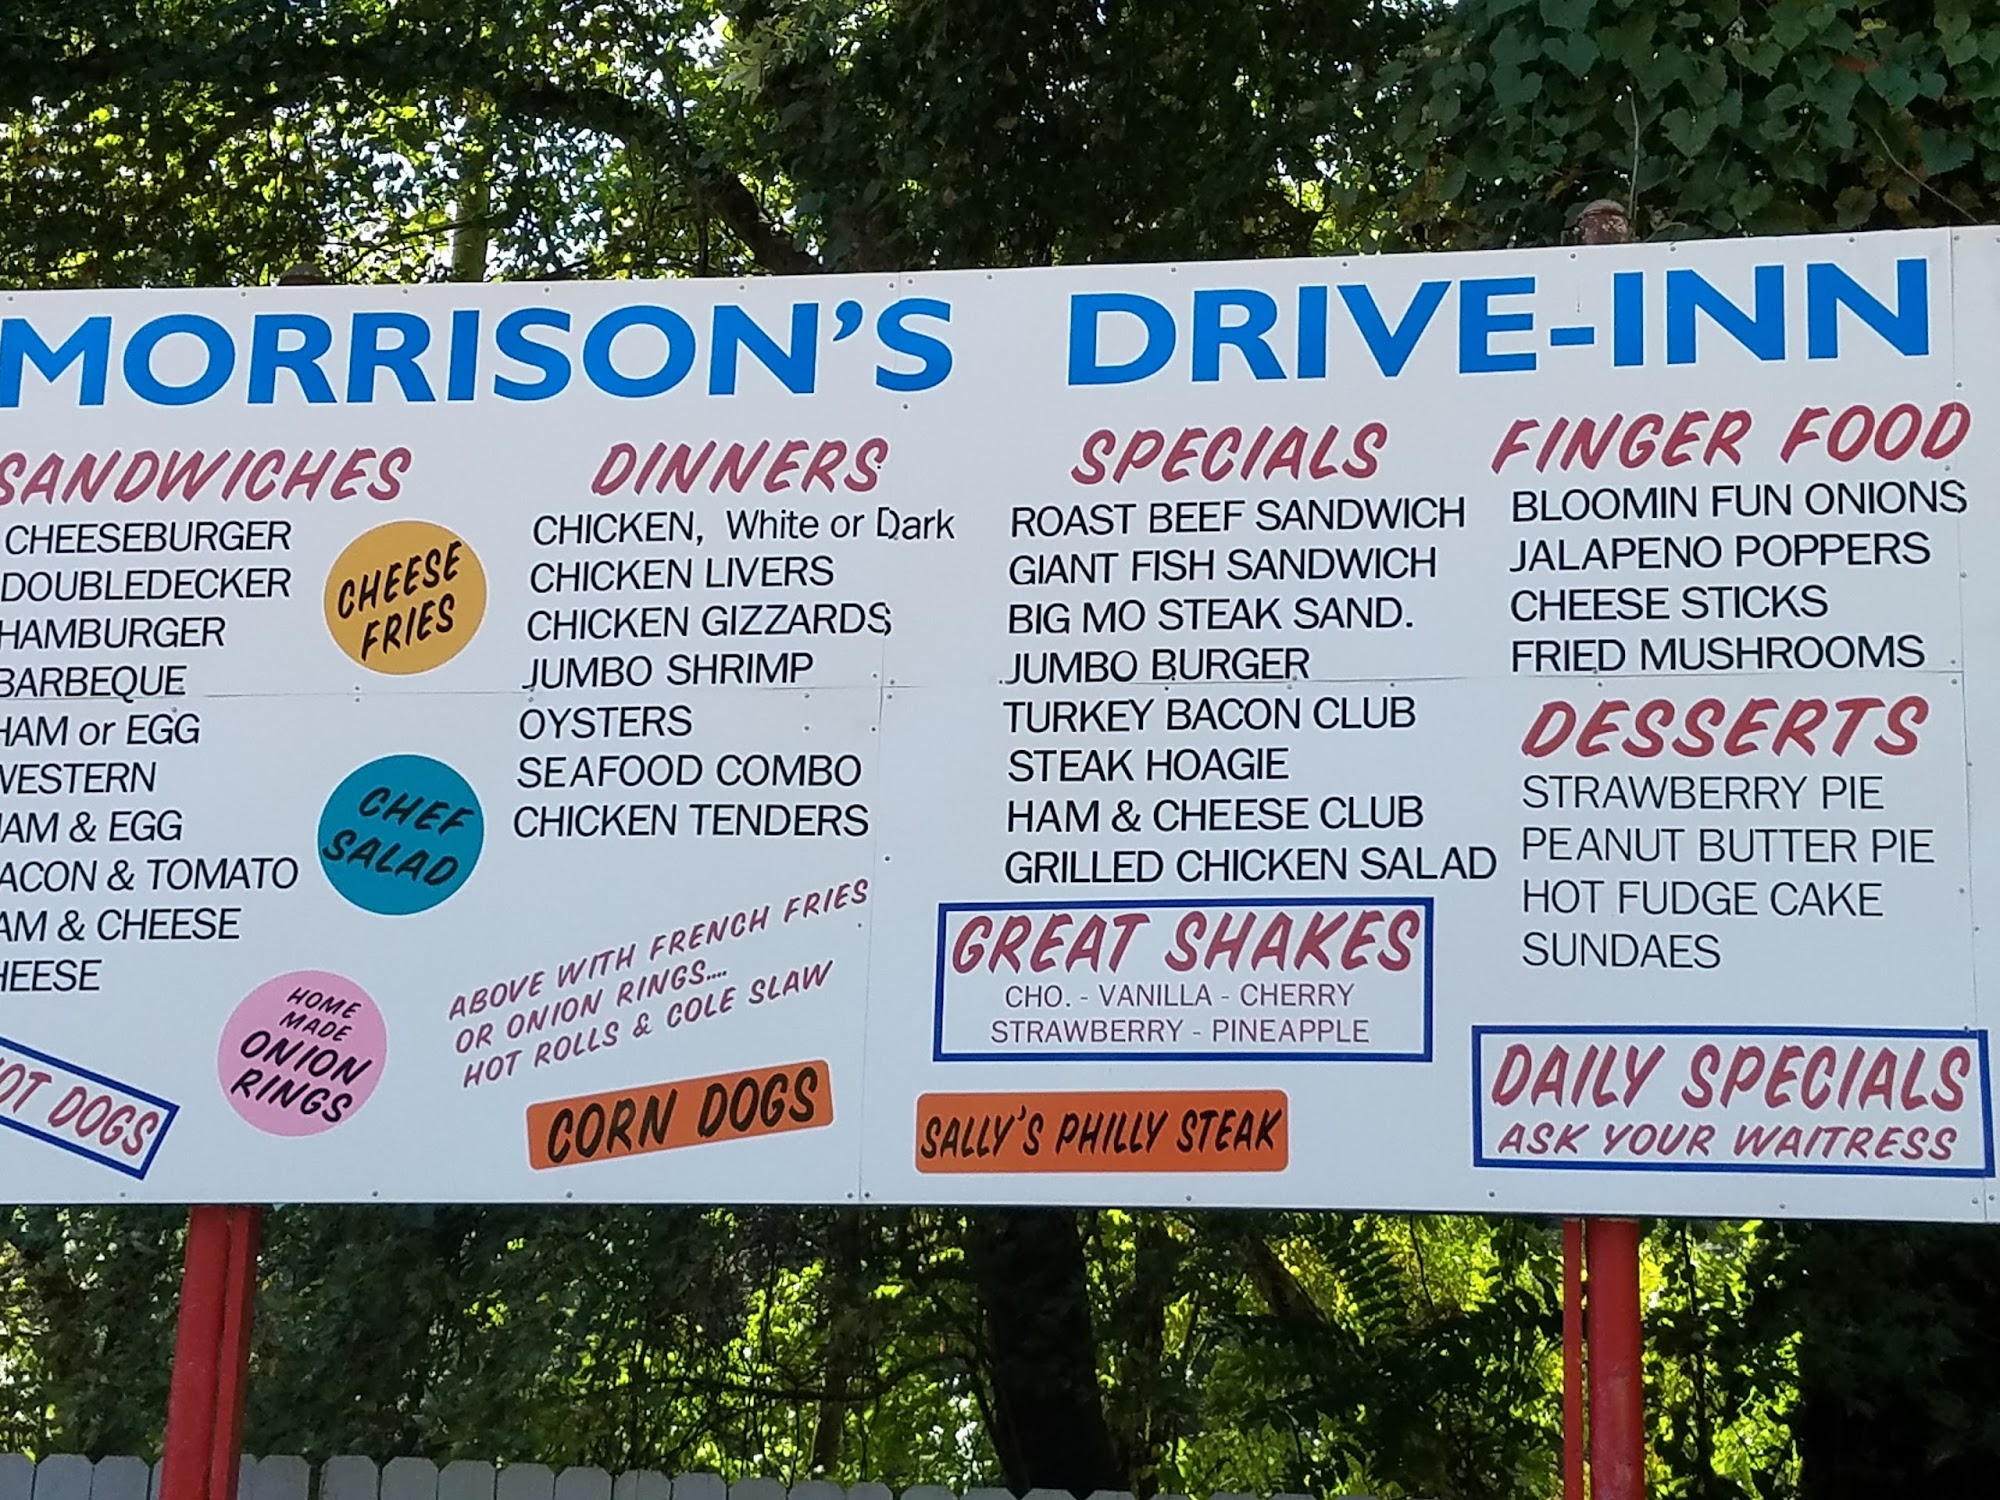 MORRISON'S DRIVE-INN
SANDWICHES
CHEESEBURGER
DOUBLEDECKER
HAMBURGER
BARBEQUE
HAM or EGG
WESTERN
HAM & EGG
BACON & TOMATO
HAM & CHEESE
CHEESE
HOT DOGS
CHEESE
FRIES
CHEF
SALAD
HOME
MADE
ONION
RINGS
DINNERS
CHICKEN, White or Dark
CHICKEN LIVERS
CHICKEN GIZZARDS
JUMBO SHRIMP
OYSTERS
SEAFOOD COMBO
CHICKEN TENDERS
ABOVE WITH FRENCH FRIES
OR ONION RINGS....
HOT ROLLS & COLE SLAW
CORN DOGS
SPECIALS
ROAST BEEF SANDWICH
GIANT FISH SANDWICH
BIG MO STEAK SAND.
JUMBO BURGER
TURKEY BACON CLUB
STEAK HOAGIE
HAM & CHEESE CLUB
GRILLED CHICKEN SALAD
GREAT SHAKES
CHO. - VANILLA - CHERRY
STRAWBERRY - PINEAPPLE
SALLY'S PHILLY STEAK
FINGER FOOD
BLOOMIN FUN ONIONS
JALAPENO POPPERS
CHEESE STICKS
FRIED MUSHROOMS
DESSERTS
STRAWBERRY PIE
PEANUT BUTTER PIE
HOT FUDGE CAKE
SUNDAES
DAILY SPECIALS
ASK YOUR WAITRESS